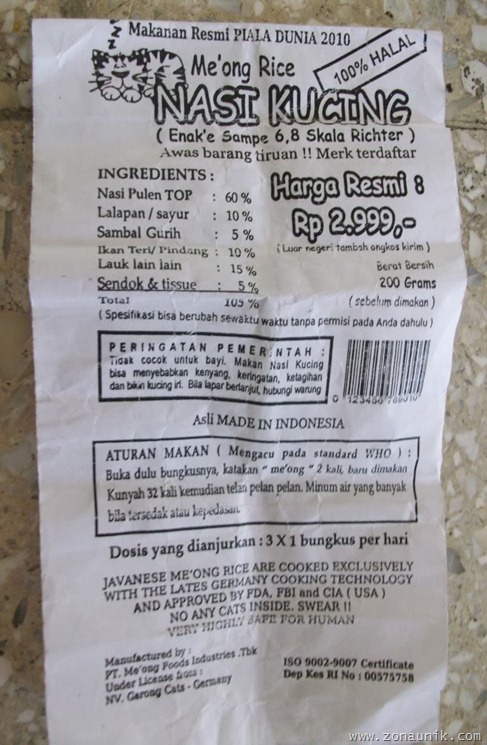 z z z
Makanan Resmi PIALA DUNIA 2010
Me'ong Rice
100% HALAL
NASI KUCING
( Enak'e Sampe 6,8 Skala Richter )
Awas barang tiruan !! Merk terdaftar
INGREDIENTS :
Nasi Pulen TOP : 60 %
Lalapan / sayur : 10 %
Sambal Gurih : 5 %
Ikan Teri/ Pindang : 10 %
Lauk lain lain : 15 %
Sendok & tissue : 5 %
Total 105 %
Harga Resmi :
Rp 2.999,-
( Luar negeri tambah ongkos kirim )
Berat Bersih
200 Grams
( sebelum dimakan )
( Spesifikasi bisa berubah sewaktu waktu tanpa permisi pada Anda dahulu )
PERINGATAN PEMERINTAH :
Tidak cocok untuk bayi. Makan Nasi Kucing
bisa menyebabkan kenyang, keringatan, ketagihan
dan bikin kucing iri. Bila lapar berlanjut, hubungi warung
0 123456 789010
Asli MADE IN INDONESIA
ATURAN MAKAN ( Mengacu pada standard WHO ) :
Buka dulu bungkusnya, katakan " me'ong " 2 kali, baru dimakan
Kunyah 32 kali kemudian telan pelan pelan. Minum air yang banyak
bila tersedak atau kepedasan.
Dosis yang dianjurkan : 3 X 1 bungkus per hari
JAVANESE ME'ONG RICE ARE COOKED EXCLUSIVELY
WITH THE LATES GERMANY COOKING TECHNOLOGY
AND APPROVED BY FDA, FBI and CIA ( USA )
NO ANY CATS INSIDE. SWEAR !!
VERY HIGHLY SAFE FOR HUMAN
Manufactured by :
PT. Me'ong Foods Industries .Tbk
Under License from :
NV. Garong Cats - Germany
ISO 9002-9007 Certificate
Dep Kes RI No : 00575758
www.zonaunik.com